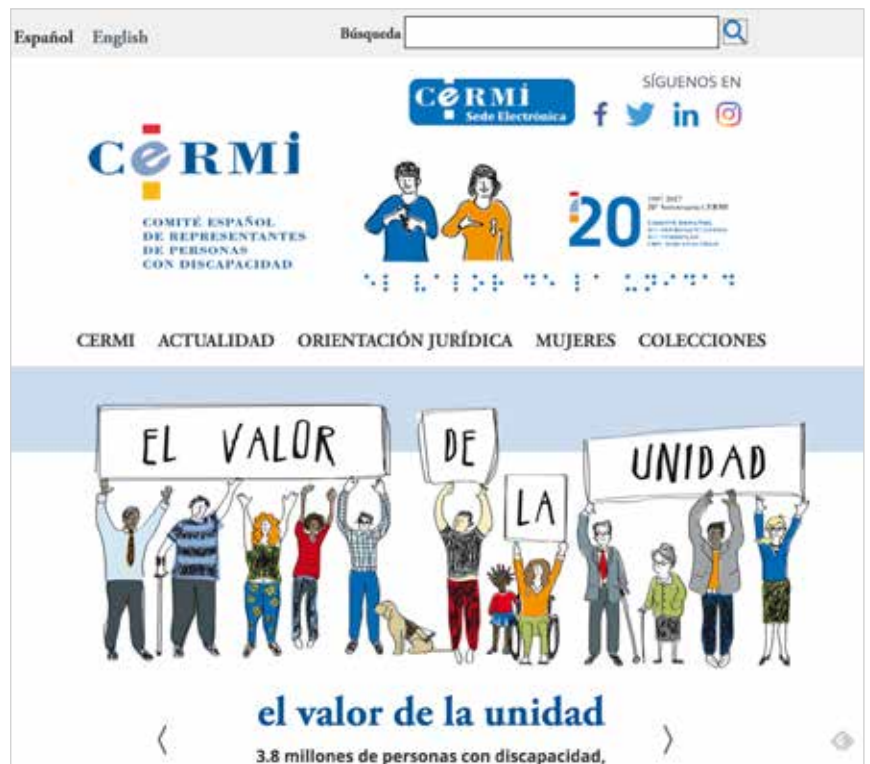 Español English
Búsqueda
CERMI
Sede Electrónica
SÍGUENOS EN
CERMI
COMITÉ ESPAÑOL
DE REPRESENTANTES
DE PERSONAS
CON DISCAPACIDAD
20
CERMI ACTUALIDAD ORIENTACIÓN JURÍDICA MUJERES COLECCIONES
EL VALOR DE LA UNIDAD
el valor de la unidad
3.8 millones de personas con discapacidad,